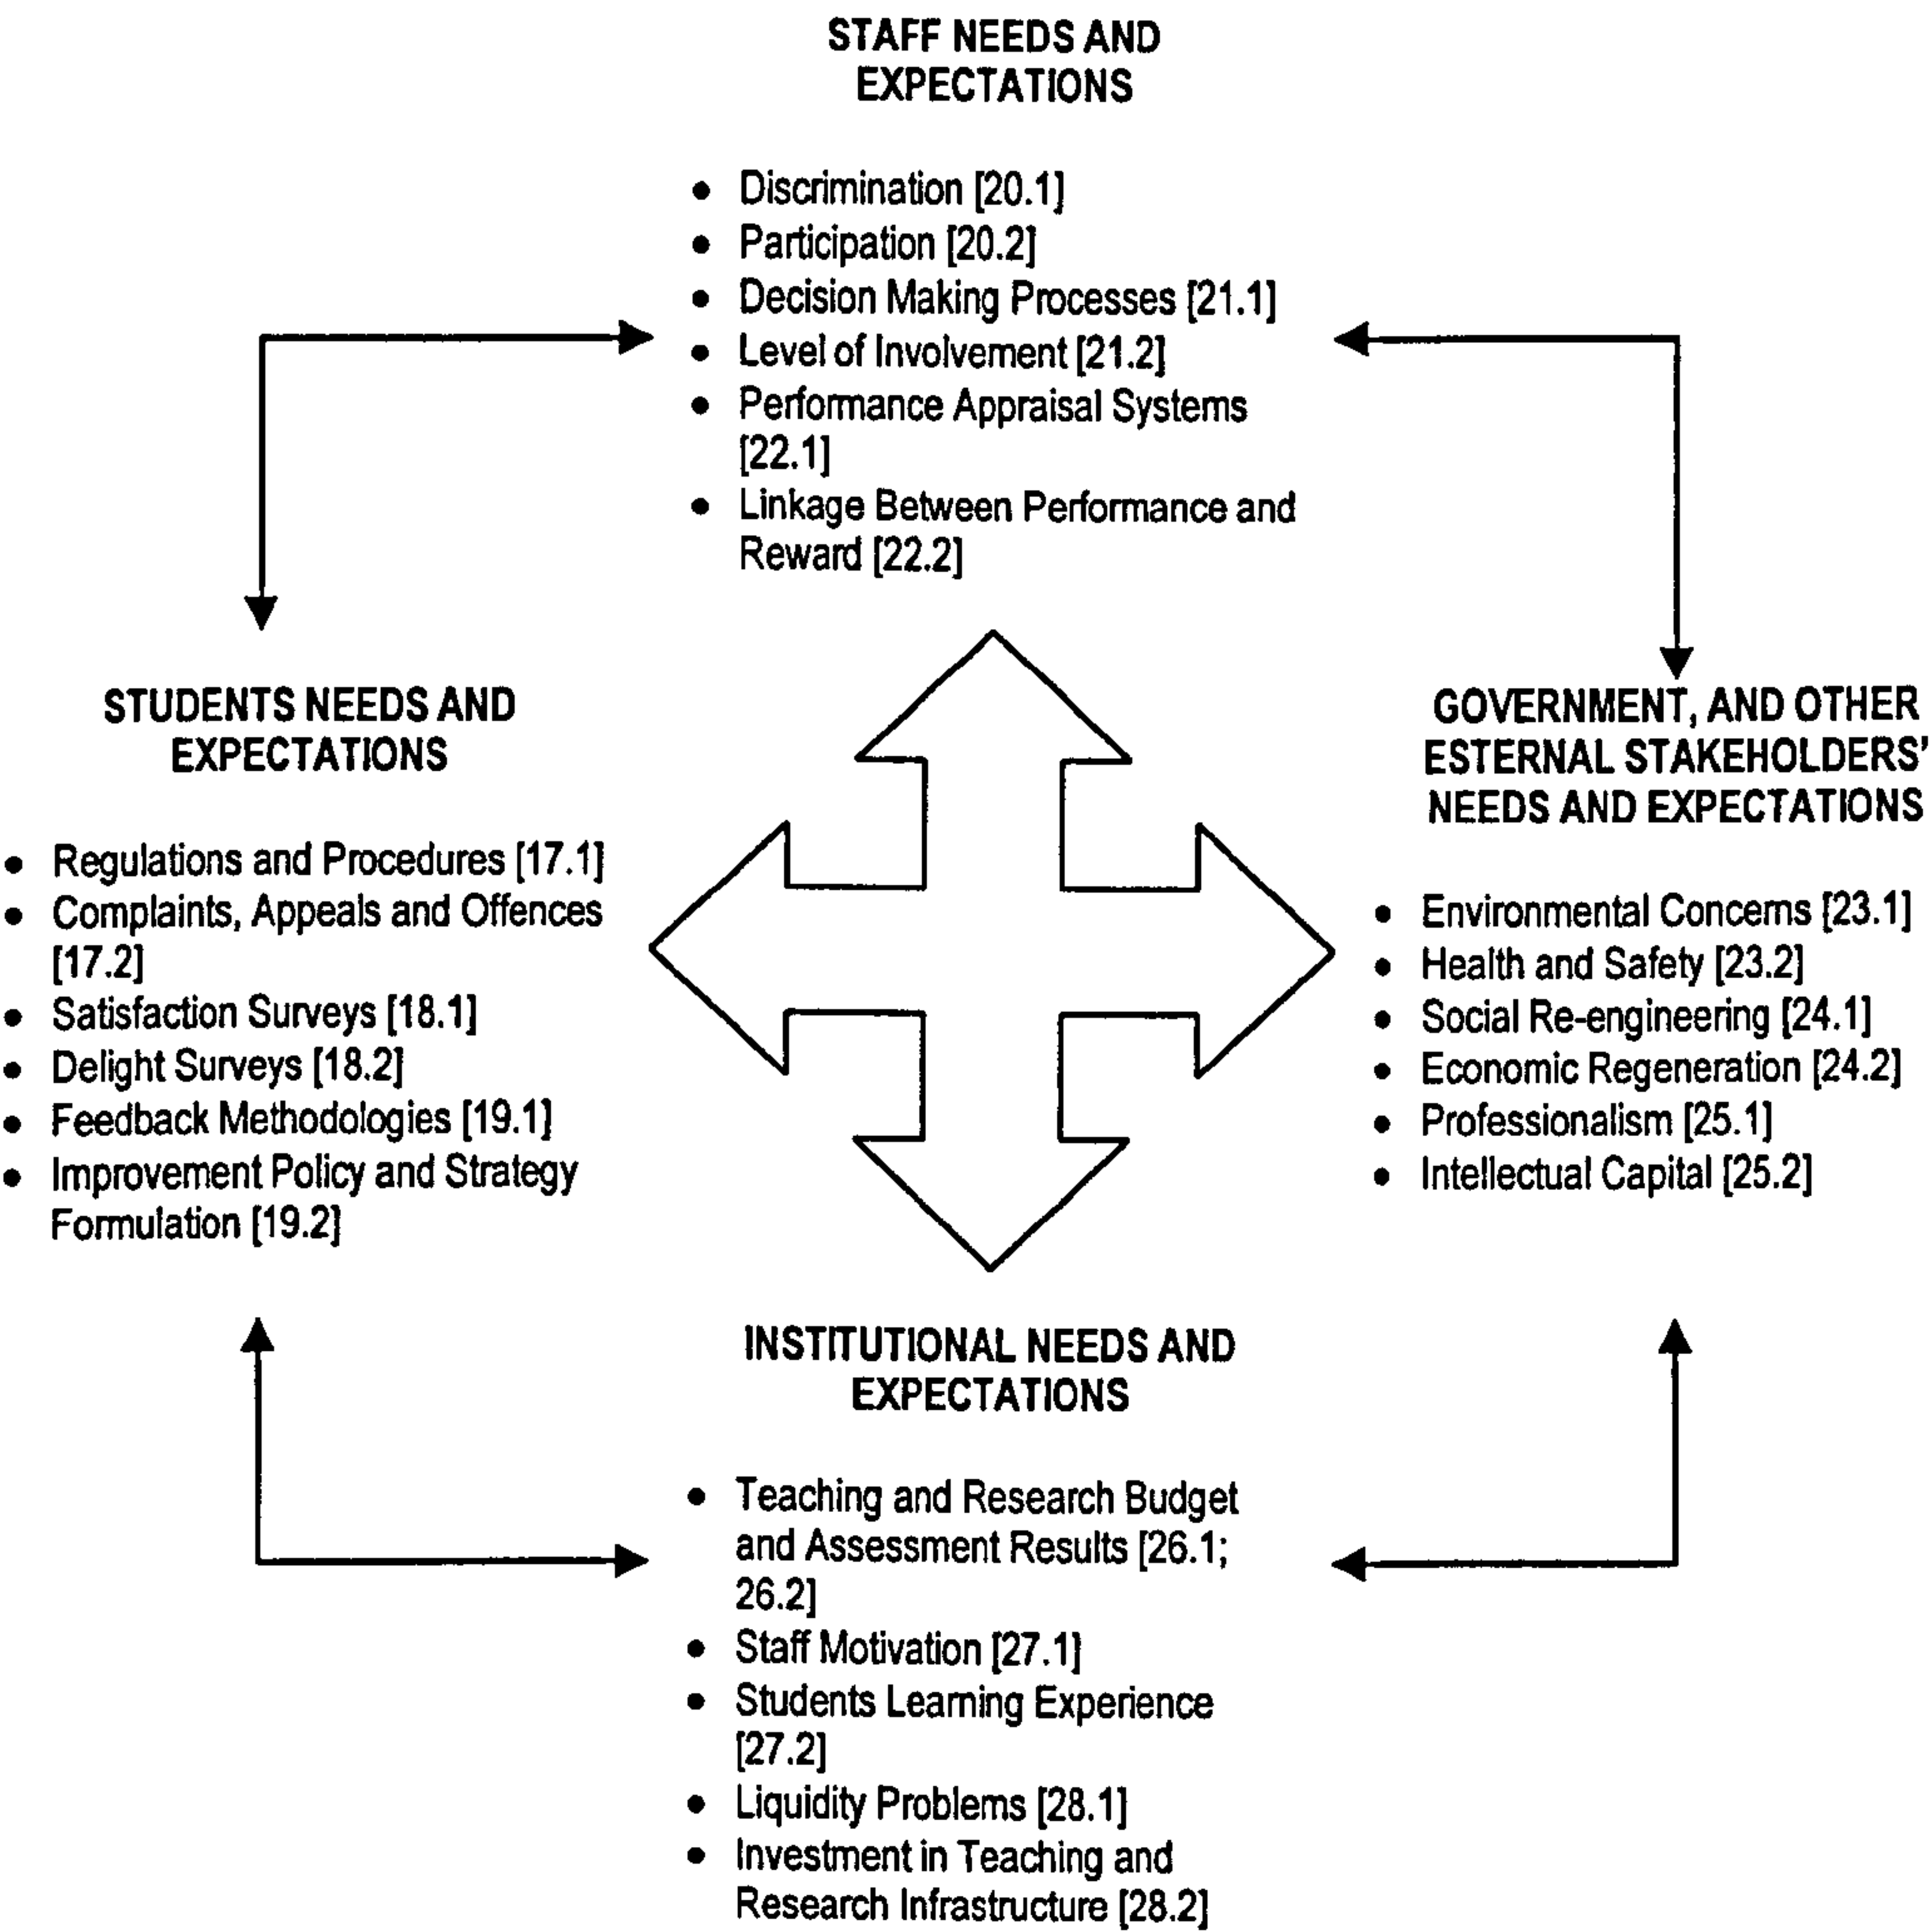 STAFF NEEDS AND
EXPECTATIONS
• Discrimination [20.1]
• Participation [20.2]
• Decision Making Processes [21.1]
• Level of Involvement [21.2]
• Performance Appraisal Systems
[22.1]
• Linkage Between Performance and
Reward [22.2]
STUDENTS NEEDS AND
EXPECTATIONS
• Regulations and Procedures [17.1]
• Complaints, Appeals and Offences
[17.2]
• Satisfaction Surveys [18.1]
• Delight Surveys [18.2]
• Feedback Methodologies [19.1]
• Improvement Policy and Strategy
Formulation [19.2]
GOVERNMENT, AND OTHER
ESTERNAL STAKEHOLDERS'
NEEDS AND EXPECTATIONS
• Environmental Concerns [23.1]
• Health and Safety [23.2]
• Social Re-engineering [24.1]
• Economic Regeneration [24.2]
• Professionalism [25.1]
• Intellectual Capital [25.2]
INSTITUTIONAL NEEDS AND
EXPECTATIONS
• Teaching and Research Budget
and Assessment Results [26.1;
26.2]
• Staff Motivation [27.1]
• Students Learning Experience
[27.2]
• Liquidity Problems [28.1]
• Investment in Teaching and
Research Infrastructure [28.2]